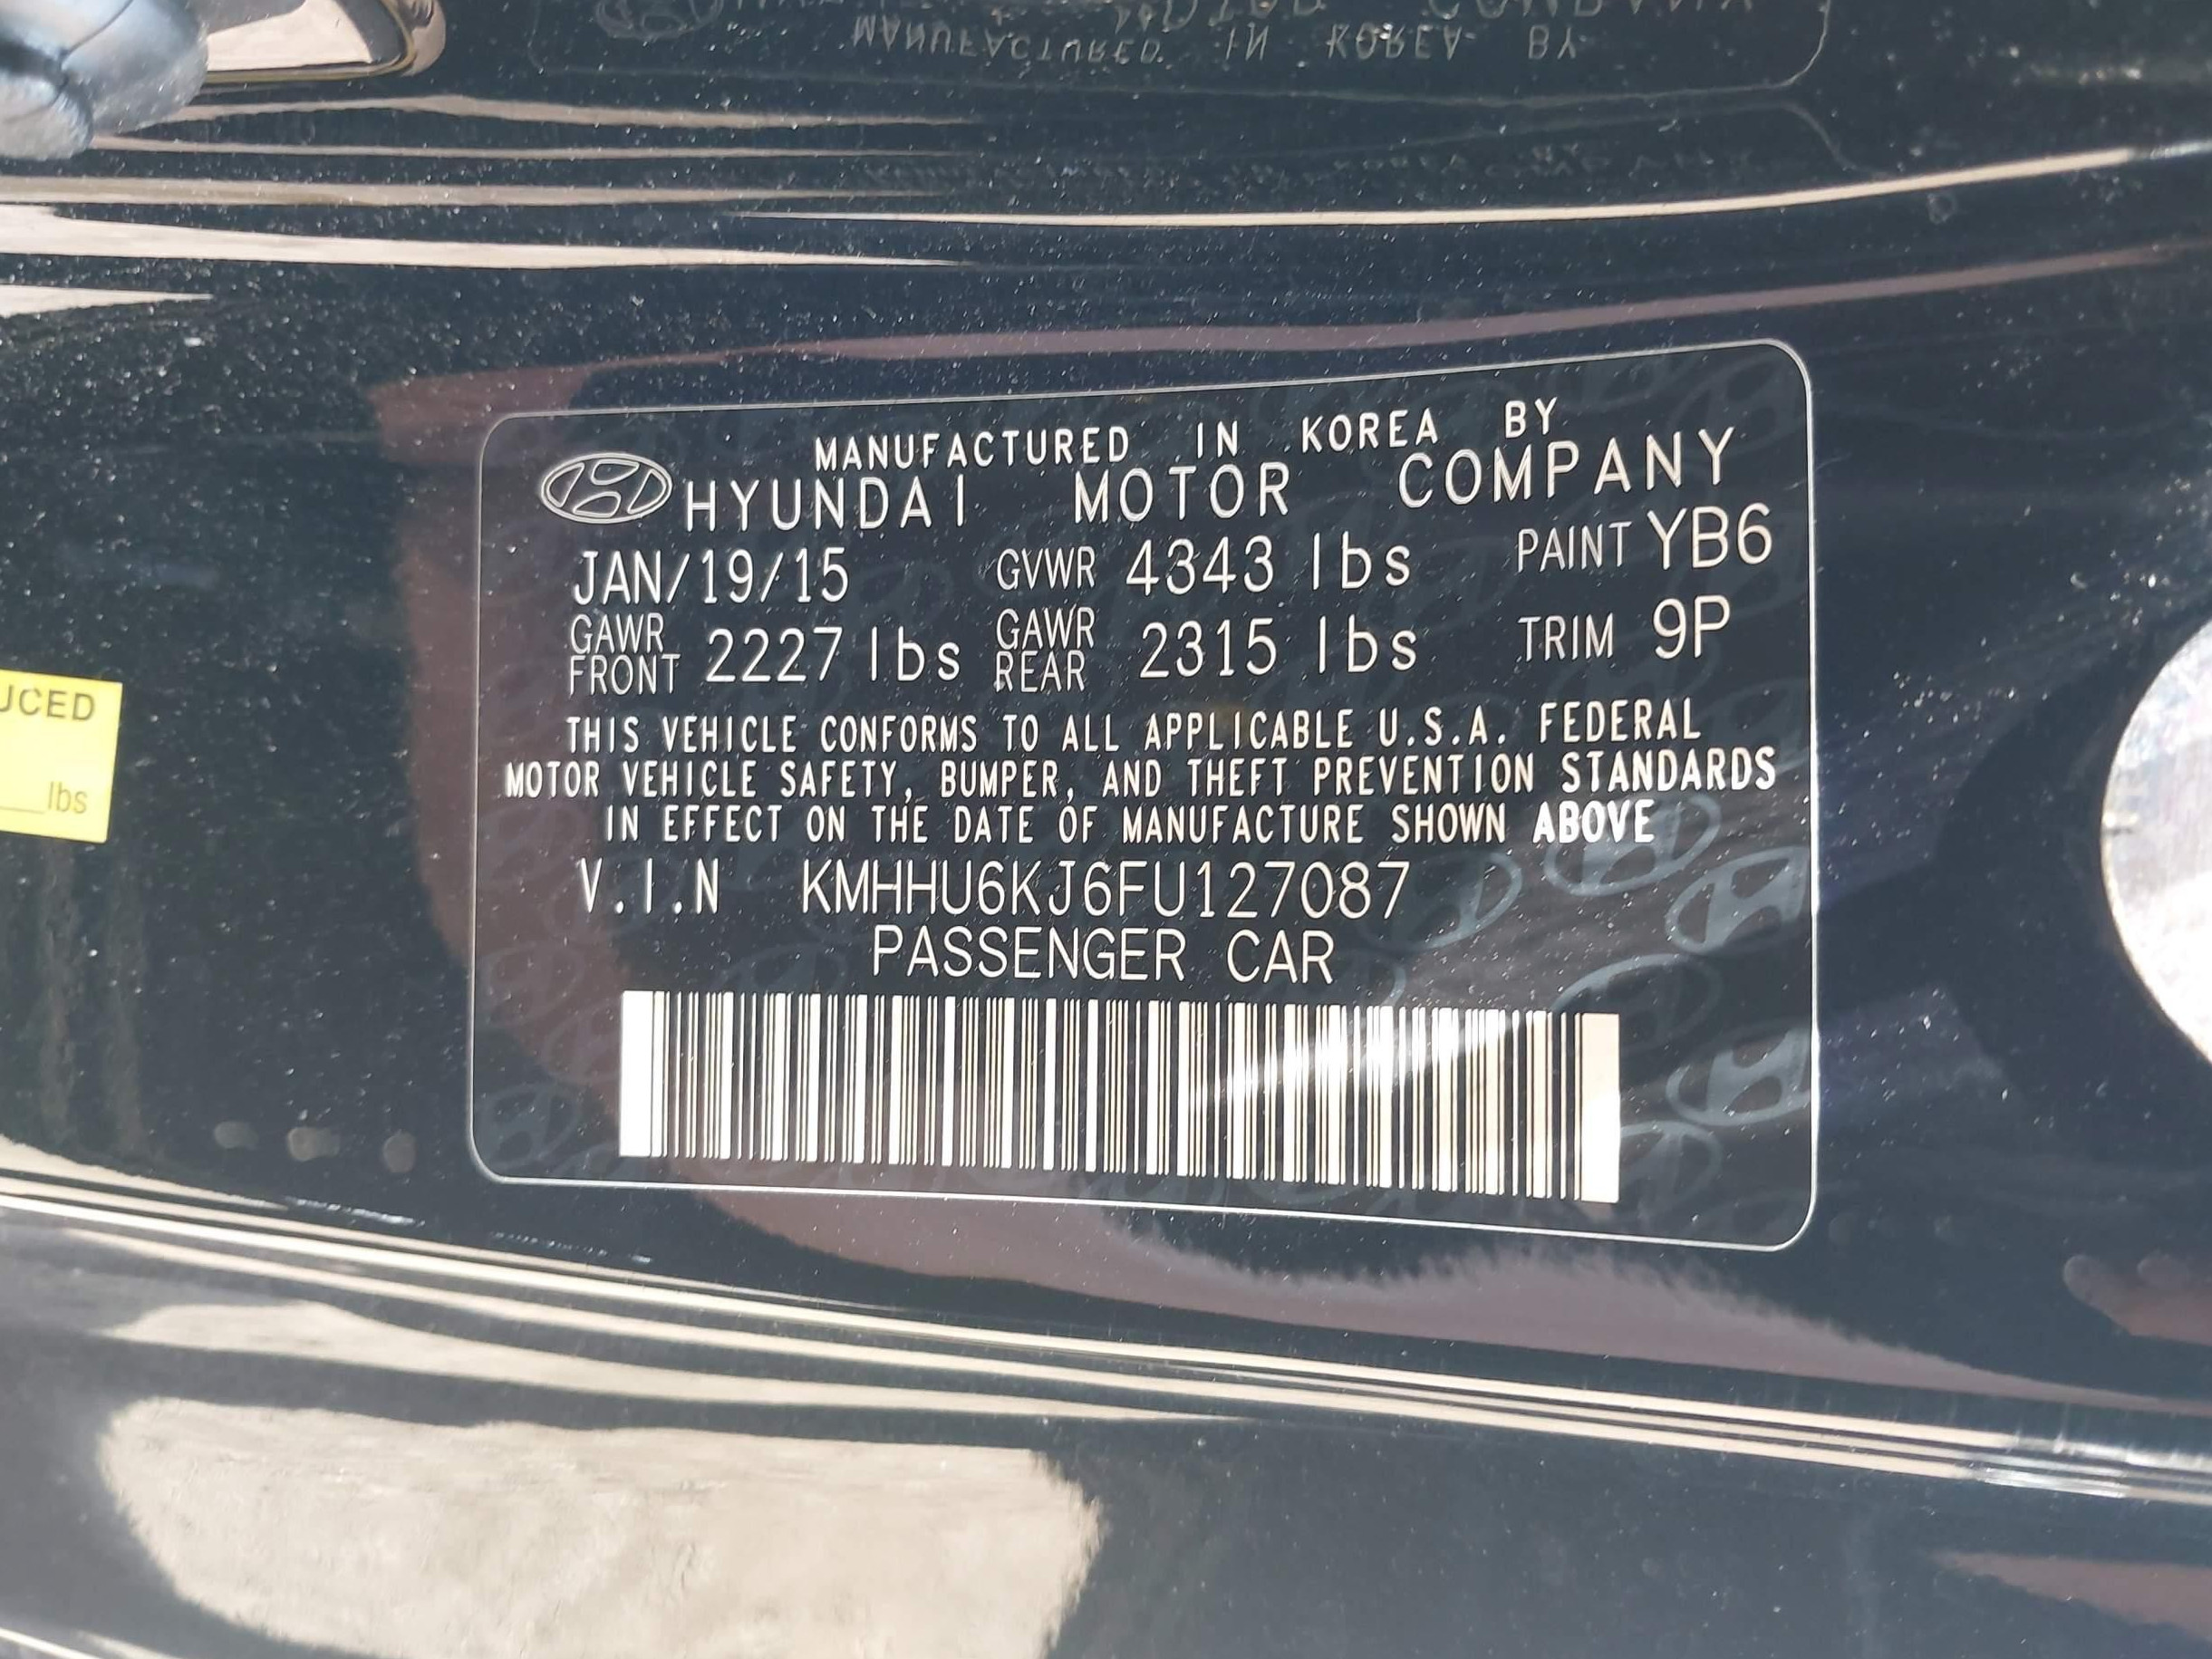 MANUFACTURED IN KOREA BY
MANUFACTURED IN KOREA BY
HYUNDAI MOTOR COMPANY
JAN/19/15 GVWR 4343 lbs PAINT YB6
GAWR FRONT 2227 lbs GAWR REAR 2315 lbs TRIM 9P
THIS VEHICLE CONFORMS TO ALL APPLICABLE U.S.A. FEDERAL
MOTOR VEHICLE SAFETY, BUMPER, AND THEFT PREVENTION STANDARDS
IN EFFECT ON THE DATE OF MANUFACTURE SHOWN ABOVE
V.I.N KMHHU6KJ6FU127087
PASSENGER CAR
UCED
lbs